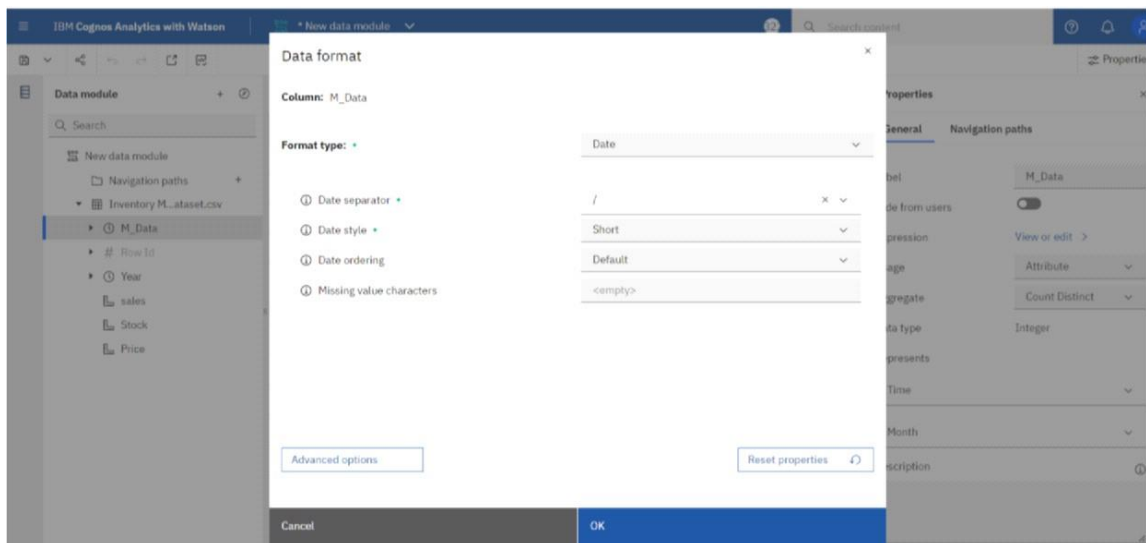 IBM Cognos Analytics with Watson
* New data module
12
Search content
Data module
Search
New data module
Navigation paths
Inventory M...ataset.csv
M_Data
# Row Id
Year
sales
Stock
Price
Data format
Column: M_Data
Format type:
Date
Date separator
/
Date style
Short
Date ordering
Default
Missing value characters
<empty>
Advanced options
Reset properties
Cancel
OK
Propertie
roperties
General
Navigation paths
bel
M_Data
de from users
pression
View or edit >
age
Attribute
gregate
Count Distinct
ta type
Integer
presents
Time
Month
scription